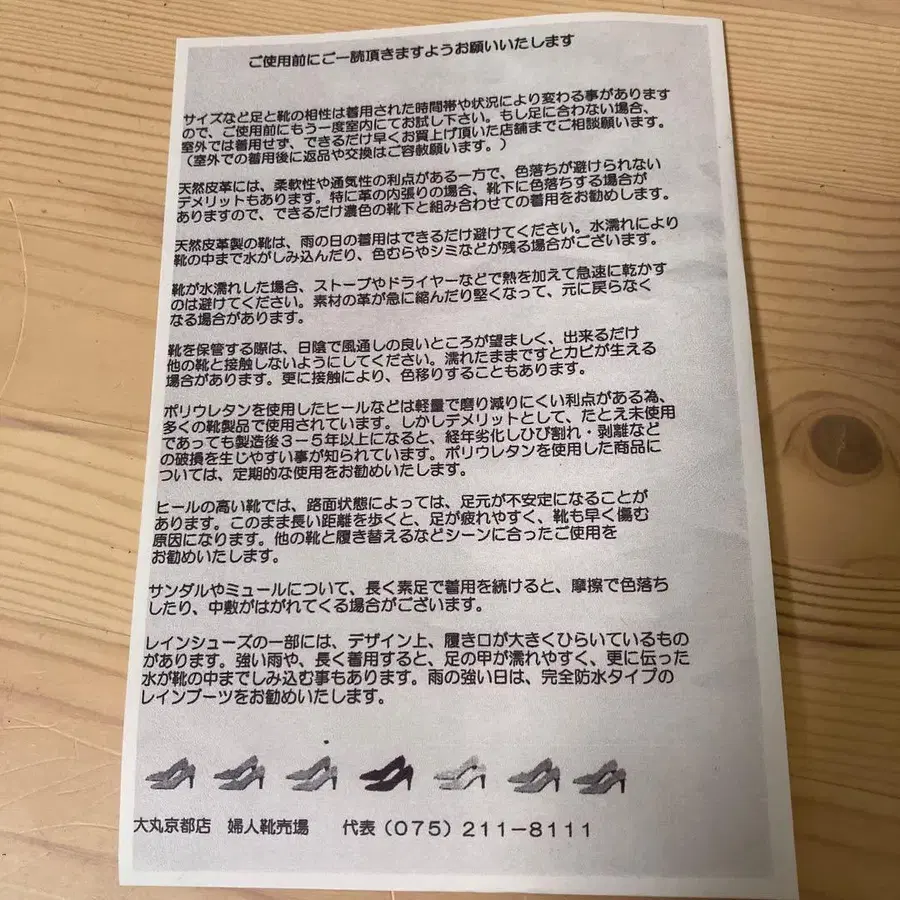 ご使用前にご一読頂きますようお願いいたします
サイズなど足と靴の相性は着用された時間帯や状況により変わる事があります
ので、ご使用前にもう一度室内にてお試し下さい。もし足に合わない場合、
室外では着用せず、できるだけ早くお買上げ頂いた店舗までご相談願います。
（室外での着用後に返品や交換はご容赦願います。）
天然皮革には、柔軟性や通気性の利点がある一方で、色落ちが避けられない
デメリットもあります。特に革の内張りの場合、靴下に色落ちする場合が
ありますので、できるだけ濃色の靴下と組み合わせての着用をお勧めします。
天然皮革製の靴は、雨の日の着用はできるだけ避けてください。水濡れにより
靴の中まで水がしみ込んだり、色むらやシミなどが残る場合がございます。
靴が水濡れした場合、ストーブやドライヤーなどで熱を加えて急速に乾かす
のは避けてください。素材の革が急に縮んだり堅くなって、元に戻らなく
なる場合があります。
靴を保管する際は、日陰で風通しの良いところが望ましく、出来るだけ
他の靴と接触しないようにしてください。濡れたままですとカビが生える
場合があります。更に接触により、色移りすることもあります。
ポリウレタンを使用したヒールなどは軽量で磨り減りにくい利点がある為、
多くの靴製品で使用されています。しかしデメリットとして、たとえ未使用
であっても製造後３－５年以上になると、経年劣化しひび割れ・剥離など
の破損を生じやすい事が知られています。ポリウレタンを使用した商品に
ついては、定期的な使用をお勧めいたします。
ヒールの高い靴では、路面状態によっては、足元が不安定になることが
あります。このまま長い距離を歩くと、足が疲れやすく、靴も早く傷む
原因になります。他の靴と履き替えるなどシーンに合ったご使用を
お勧めいたします。
サンダルやミュールについて、長く素足で着用を続けると、摩擦で色落ち
したり、中敷がはがれてくる場合がございます。
レインシューズの一部には、デザイン上、履き口が大きくひらいているもの
があります。強い雨や、長く着用すると、足の甲が濡れやすく、更に伝った
水が靴の中までしみ込む事もあります。雨の強い日は、完全防水タイプの
レインブーツをお勧めいたします。
大丸京都店　婦人靴売場　　代表（０７５）２１１－８１１１